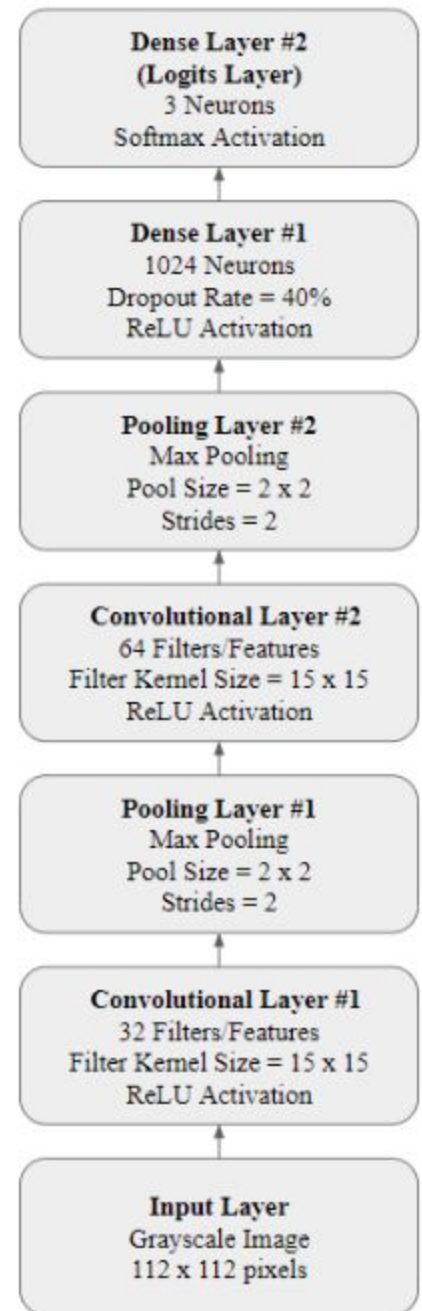 Dense Layer #2
(Logits Layer)
3 Neurons
Softmax Activation
Dense Layer #1
1024 Neurons
Dropout Rate = 40%
ReLU Activation
Pooling Layer #2
Max Pooling
Pool Size = 2 x 2
Strides = 2
Convolutional Layer #2
64 Filters/Features
Filter Kernel Size = 15 x 15
ReLU Activation
Pooling Layer #1
Max Pooling
Pool Size = 2 x 2
Strides = 2
Convolutional Layer #1
32 Filters/Features
Filter Kernel Size = 15 x 15
ReLU Activation
Input Layer
Grayscale Image
112 x 112 pixels